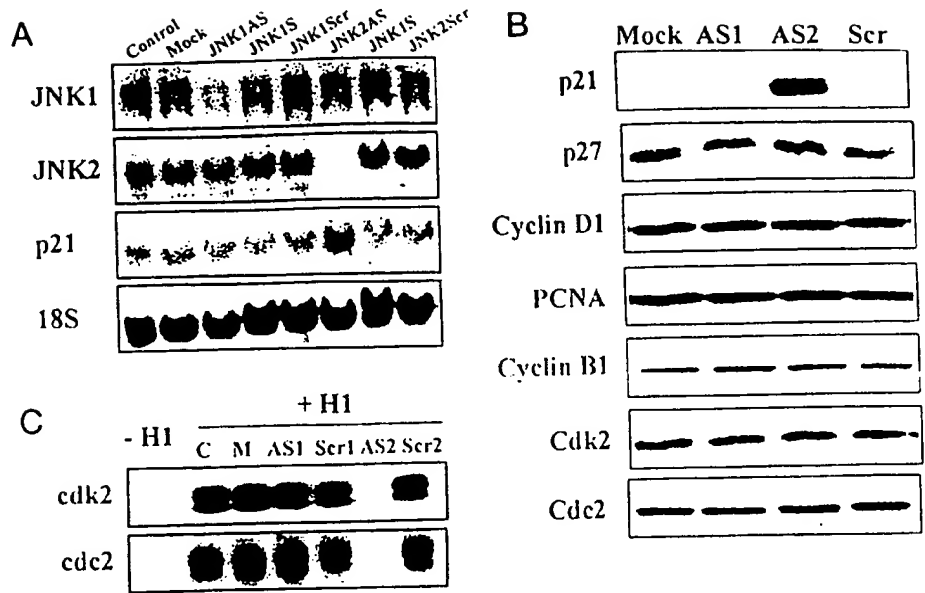 A
Control Mock JNK1AS JNK1S JNK1Scr JNK2AS JNK1S JNK2Scr
JNK1
JNK2
p21
18S
B
Mock AS1 AS2 Scr
p21
p27
Cyclin D1
PCNA
Cyclin B1
Cdk2
Cdc2
C
+ H1
- H1
C M AS1 Scr1 AS2 Scr2
cdk2
cdc2